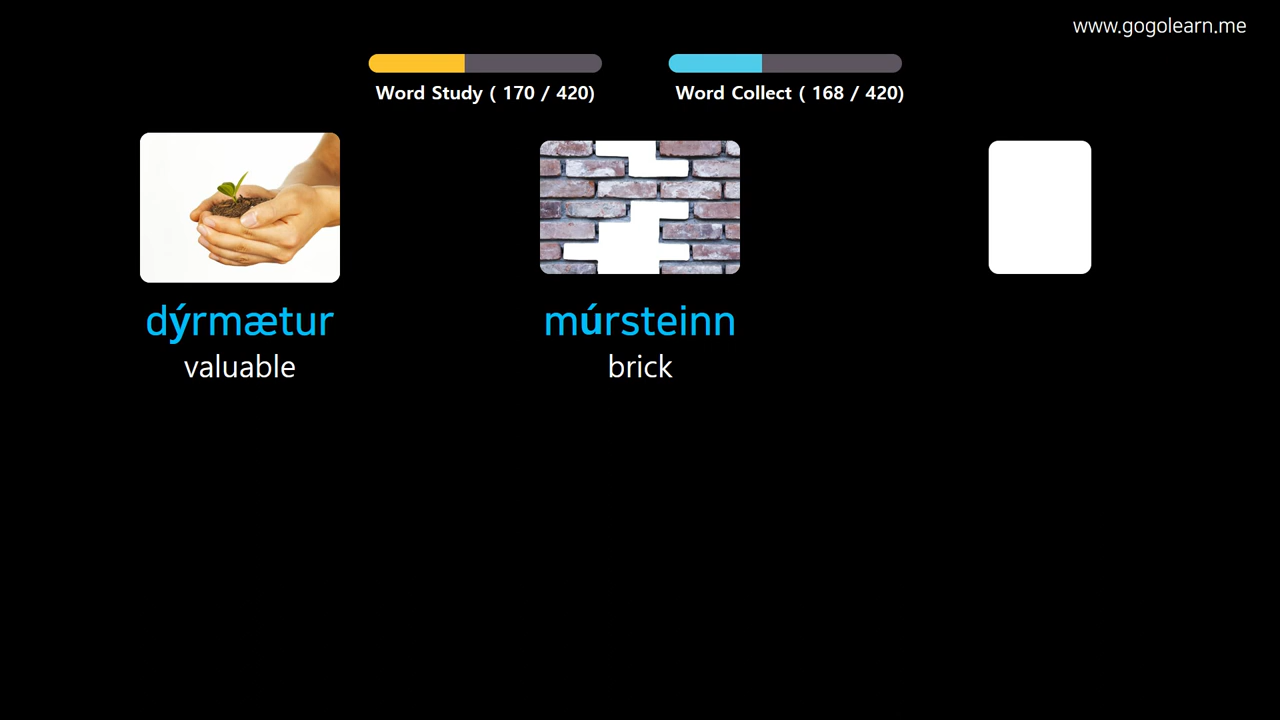 www.gogolearn.me
Word Study ( 170 / 420)
Word Collect ( 168 / 420)
dýrmætur
valuable
múrsteinn
brick